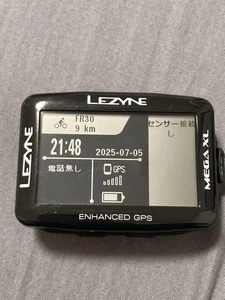 LEZYNE
FR30
9 km
センサー接続し
21:48
2025-07-05
電話無し
GPS
ENHANCED GPS
LEZYNE
MEGA XL